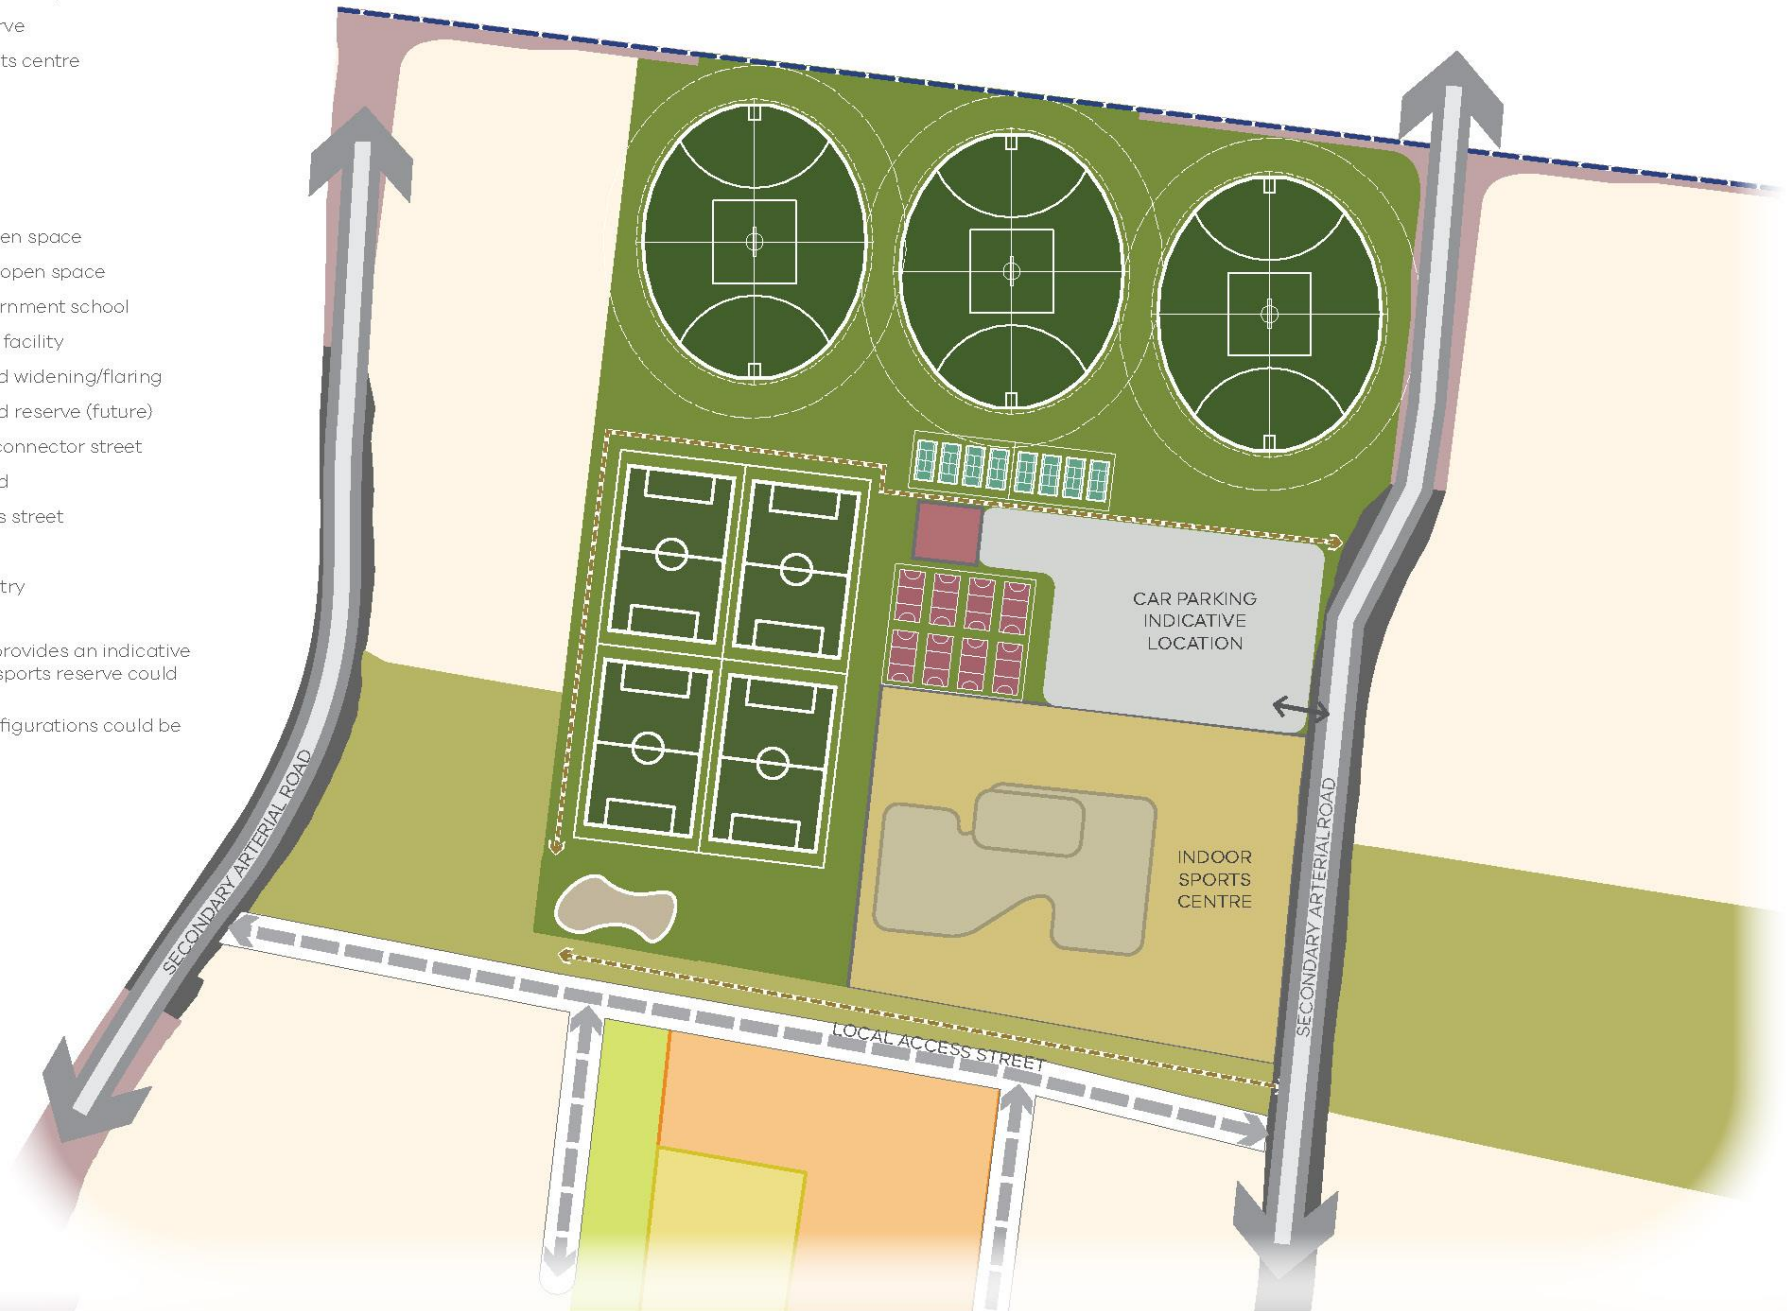 rve
ts centre
en space
open space
rnment school
facility
d widening/flaring
d reserve (future)
connector street
d
s street
try
provides an indicative
sports reserve could
figurations could be
CAR PARKING
INDICATIVE
LOCATION
INDOOR
SPORTS
CENTRE
SECONDARY ARTERIAL ROAD
SECONDARY ARTERIAL ROAD
LOCAL ACCESS STREET